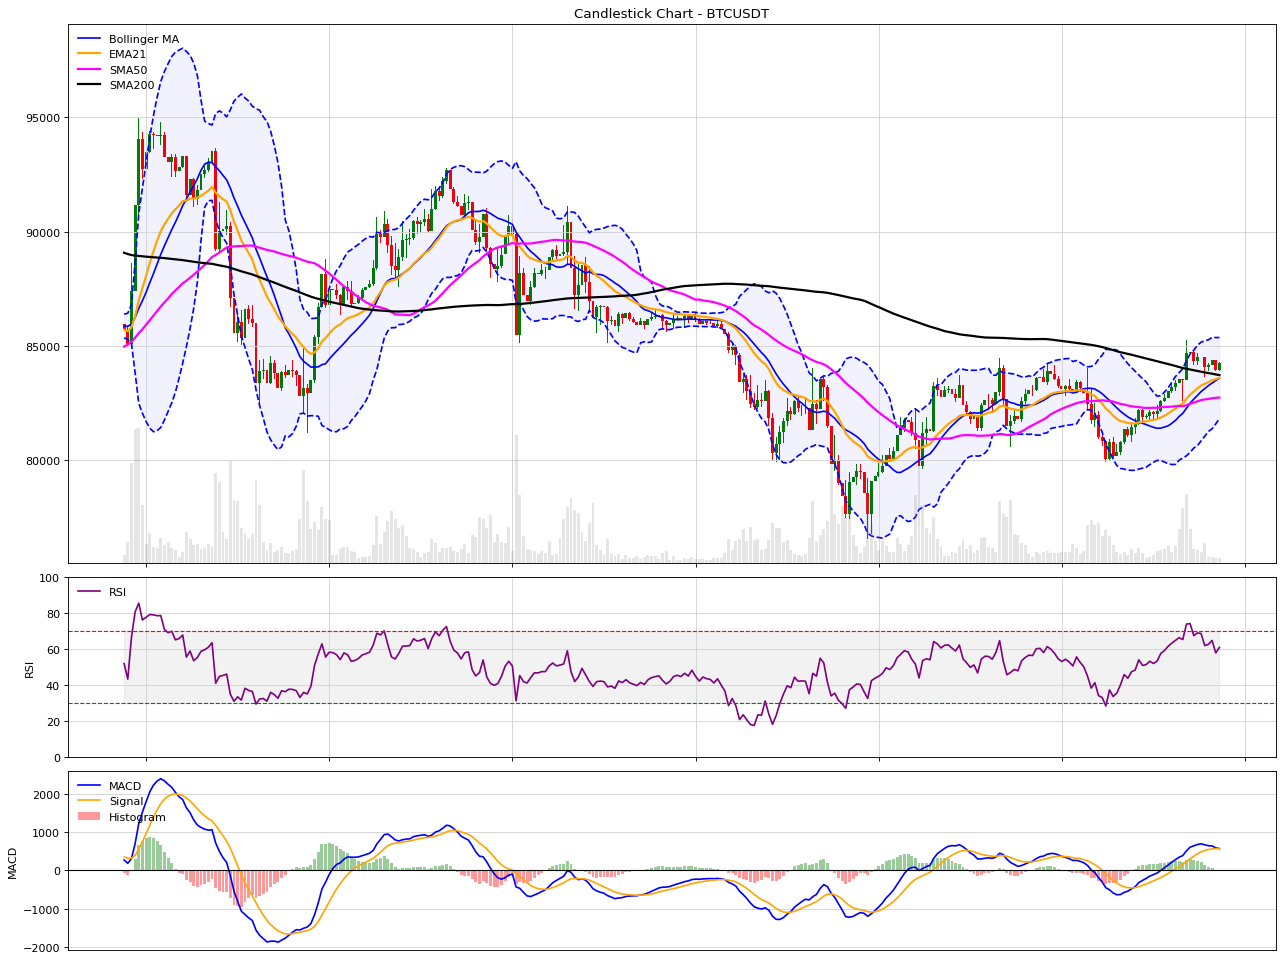 Candlestick Chart - BTCUSDT
Bollinger MA
EMA21
SMA50
SMA200
95000
90000
85000
80000
RSI
RSI
100
80
60
40
20
0
MACD
MACD
Signal
Histogram
2000
1000
0
−1000
−2000